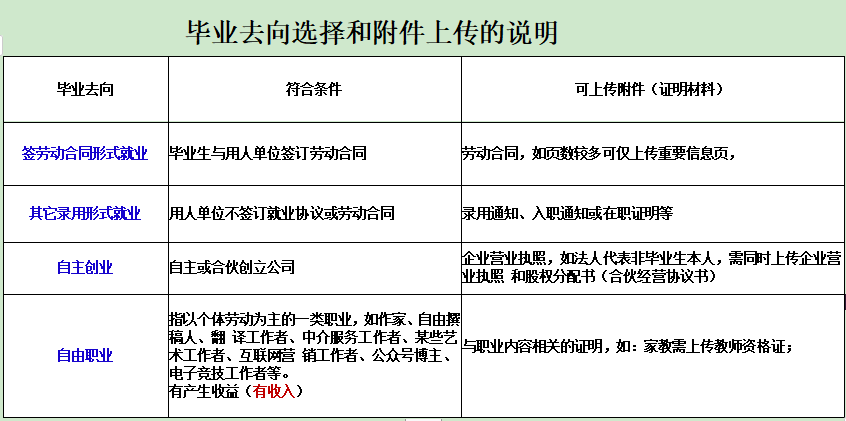 毕业去向选择和附件上传的说明
毕业去向
符合条件
可上传附件（证明材料）
签劳动合同形式就业
毕业生与用人单位签订劳动合同
劳动合同，如页数较多可仅上传重要信息页，
其它录用形式就业
用人单位不签订就业协议或劳动合同
录用通知、入职通知或在职证明等
自主创业
自主或合伙创立公司
企业营业执照，如法人代表非毕业生本人，需同时上传企业营
业执照 和股权分配书（合伙经营协议书）
自由职业
指以个体劳动为主的一类职业，如作家、自由撰
稿人、翻 译工作者、中介服务工作者、某些艺
术工作者、互联网营 销工作者、公众号博主、
电子竞技工作者等。
有产生收益（有收入）
与职业内容相关的证明，如：家教需上传教师资格证；